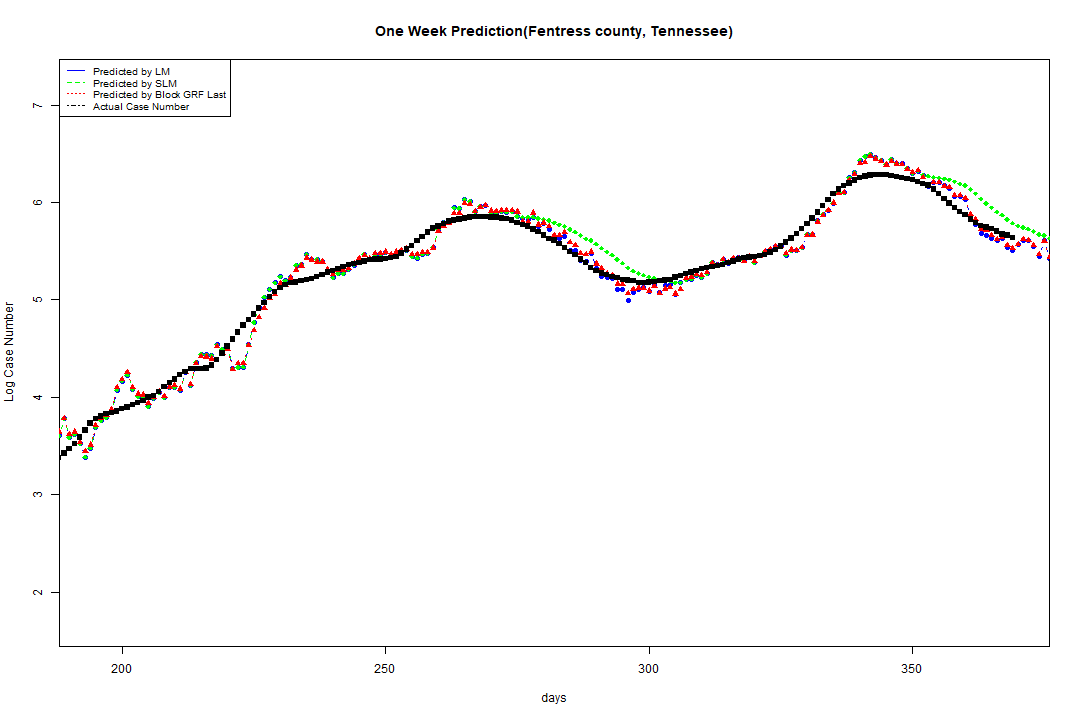 One Week Prediction(Fentress county, Tennessee)
Predicted by LM
Predicted by SLM
Predicted by Block GRF Last
Actual Case Number
7
6
5
4
3
2
Log Case Number
200
250
300
350
days